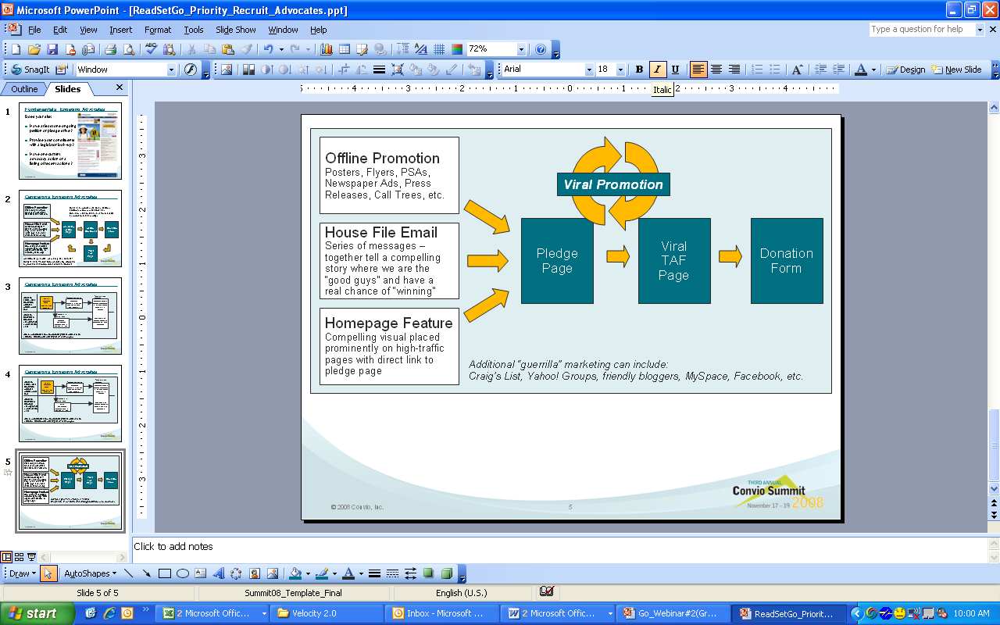 Microsoft PowerPoint - [ReadSetGo_Priority_Recruit_Advocates.ppt]
File Edit View Insert Format Tools Slide Show Window Help
Type a question for help
72%
SnagIt Window
Arial 18 B I U
Design New Slide
Italic
Outline Slides
1
2
3
4
5
Offline Promotion
Posters, Flyers, PSAs,
Newspaper Ads, Press
Releases, Call Trees, etc.
House File Email
Series of messages –
together tell a compelling
story where we are the
"good guys" and have a
real chance of "winning"
Homepage Feature
Compelling visual placed
prominently on high-traffic
pages with direct link to
pledge page
Viral Promotion
Pledge
Page
Viral
TAF
Page
Donation
Form
Additional "guerrilla" marketing can include:
Craig's List, Yahoo! Groups, friendly bloggers, MySpace, Facebook, etc.
THIRD ANNUAL
Convio Summit
November 17 – 19 2008
© 2008 Convio, Inc.
5
Click to add notes
Draw AutoShapes
Slide 5 of 5
Summit08_Template_Final
English (U.S.)
start
2 Microsoft Offic...
Velocity 2.0
Inbox - Microsoft ...
2 Microsoft Offic...
Go_Webinar#2(Gr...
ReadSetGo_Priorit...
10:00 AM